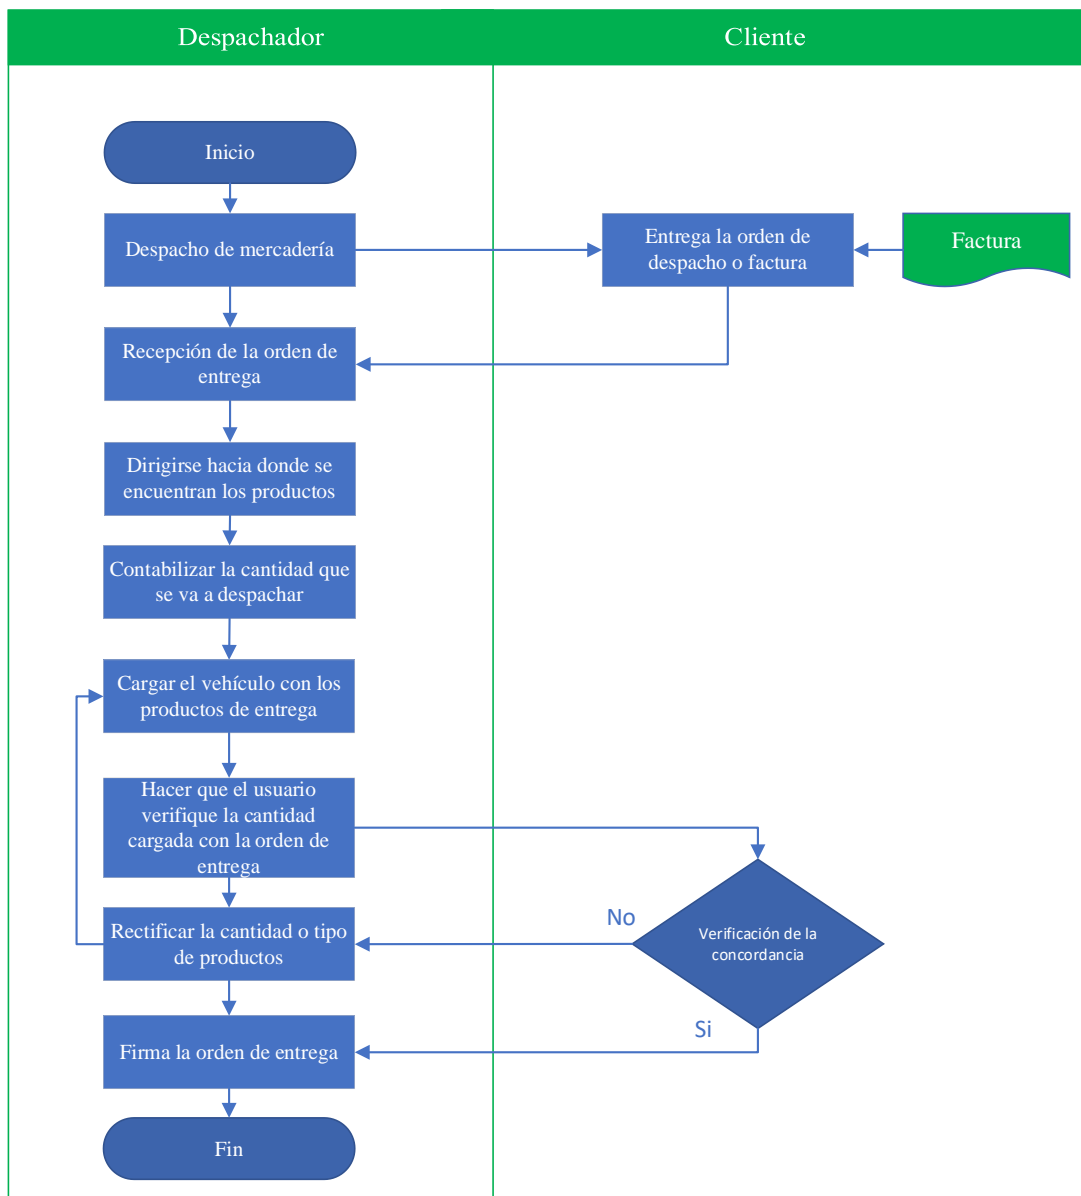 Despachador
Cliente
Inicio
Despacho de mercadería
Entrega la orden de
despacho o factura
Factura
Recepción de la orden de
entrega
Dirigirse hacia donde se
encuentran los productos
Contabilizar la cantidad que
se va a despachar
Cargar el vehículo con los
productos de entrega
Hacer que el usuario
verifique la cantidad
cargada con la orden de
entrega
No
Verificación de la
concordancia
Rectificar la cantidad o tipo
de productos
Si
Firma la orden de entrega
Fin